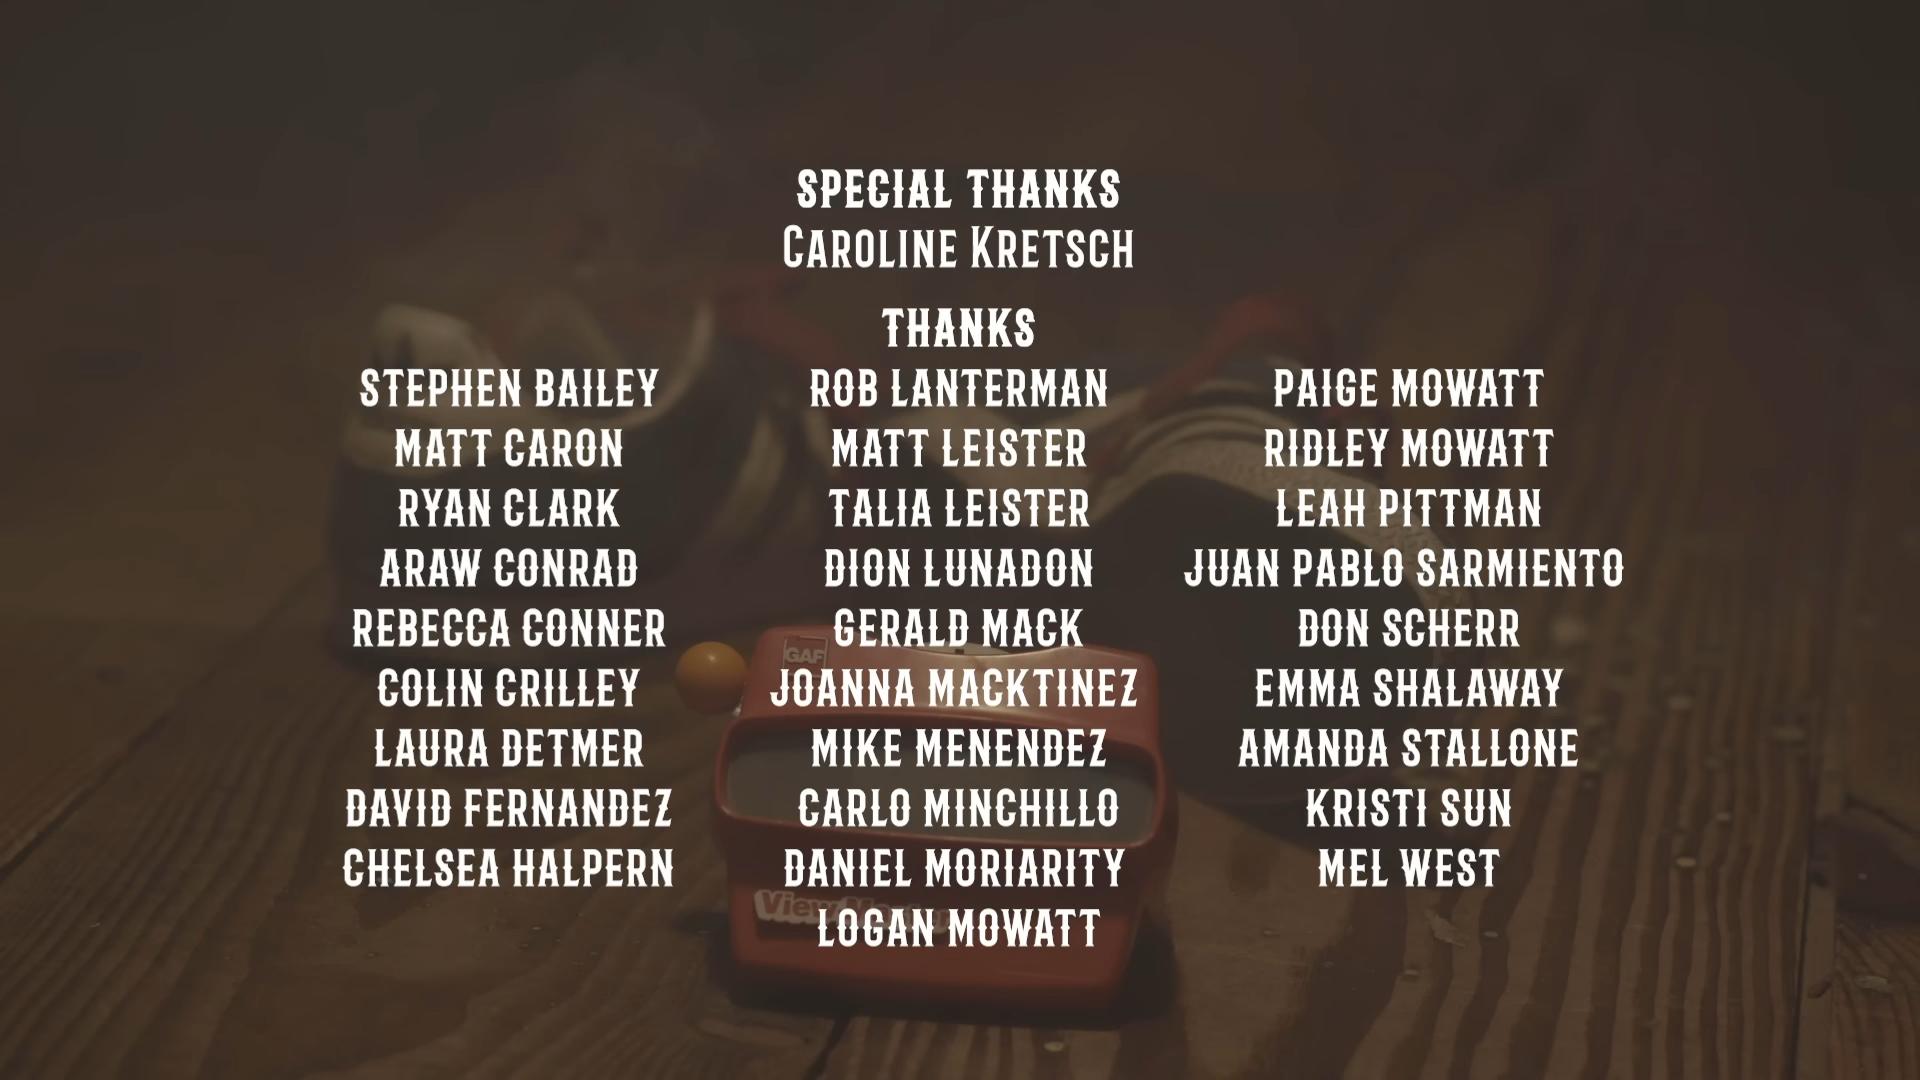 SPECIAL THANKS
CAROLINE KRETSCH
THANKS
STEPHEN BAILEY
MATT CARON
RYAN CLARK
ARAW CONRAD
REBECCA CONNER
COLIN CRILLEY
LAURA DETMER
DAVID FERNANDEZ
CHELSEA HALPERN
ROB LANTERMAN
MATT LEISTER
TALIA LEISTER
DION LUNADON
GERALD MACK
JOANNA MACKTINEZ
MIKE MENENDEZ
CARLO MINCHILLO
DANIEL MORIARITY
LOGAN MOWATT
PAIGE MOWATT
RIDLEY MOWATT
LEAH PITTMAN
JUAN PABLO SARMIENTO
DON SCHERR
EMMA SHALAWAY
AMANDA STALLONE
KRISTI SUN
MEL WEST
GAF
View-Master